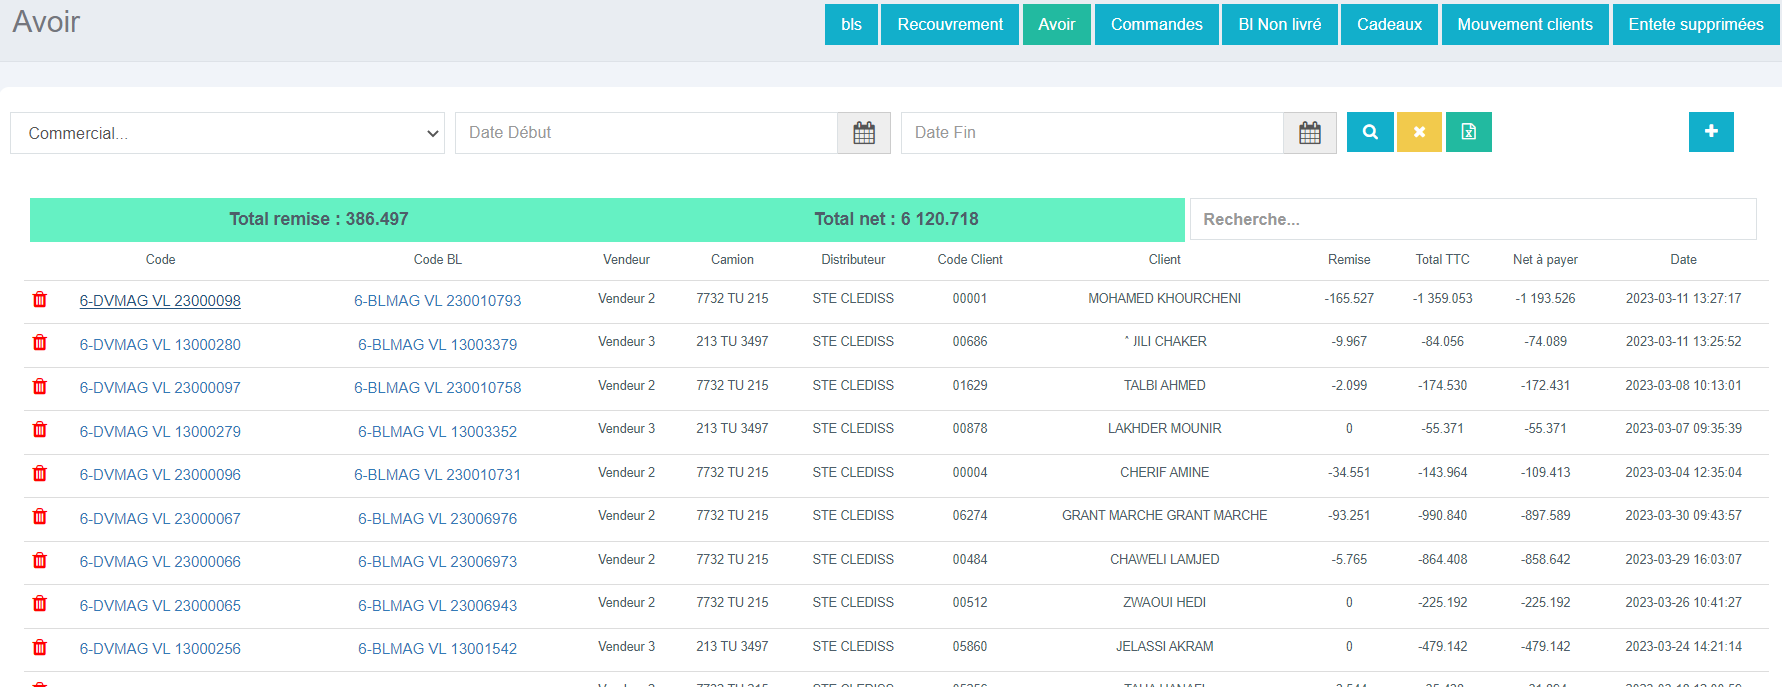 Avoir
bls Recouvrement Avoir Commandes Bl Non livré Cadeaux Mouvement clients Entete supprimées
Commercial... Date Début Date Fin
Total remise : 386.497 Total net : 6 120.718 Recherche...
Code Code BL Vendeur Camion Distributeur Code Client Client Remise Total TTC Net à payer Date
6-DVMAG VL 23000098 6-BLMAG VL 230010793 Vendeur 2 7732 TU 215 STE CLEDISS 00001 MOHAMED KHOURCHENI -165.527 -1 359.053 -1 193.526 2023-03-11 13:27:17
6-DVMAG VL 13000280 6-BLMAG VL 13003379 Vendeur 3 213 TU 3497 STE CLEDISS 00686 * JILI CHAKER -9.967 -84.056 -74.089 2023-03-11 13:25:52
6-DVMAG VL 23000097 6-BLMAG VL 230010758 Vendeur 2 7732 TU 215 STE CLEDISS 01629 TALBI AHMED -2.099 -174.530 -172.431 2023-03-08 10:13:01
6-DVMAG VL 13000279 6-BLMAG VL 13003352 Vendeur 3 213 TU 3497 STE CLEDISS 00878 LAKHDER MOUNIR 0 -55.371 -55.371 2023-03-07 09:35:39
6-DVMAG VL 23000096 6-BLMAG VL 230010731 Vendeur 2 7732 TU 215 STE CLEDISS 00004 CHERIF AMINE -34.551 -143.964 -109.413 2023-03-04 12:35:04
6-DVMAG VL 23000067 6-BLMAG VL 23006976 Vendeur 2 7732 TU 215 STE CLEDISS 06274 GRANT MARCHE GRANT MARCHE -93.251 -990.840 -897.589 2023-03-30 09:43:57
6-DVMAG VL 23000066 6-BLMAG VL 23006973 Vendeur 2 7732 TU 215 STE CLEDISS 00484 CHAWELI LAMJED -5.765 -864.408 -858.642 2023-03-29 16:03:07
6-DVMAG VL 23000065 6-BLMAG VL 23006943 Vendeur 2 7732 TU 215 STE CLEDISS 00512 ZWAOUI HEDI 0 -225.192 -225.192 2023-03-26 10:41:27
6-DVMAG VL 13000256 6-BLMAG VL 13001542 Vendeur 3 213 TU 3497 STE CLEDISS 05860 JELASSI AKRAM 0 -479.142 -479.142 2023-03-24 14:21:14